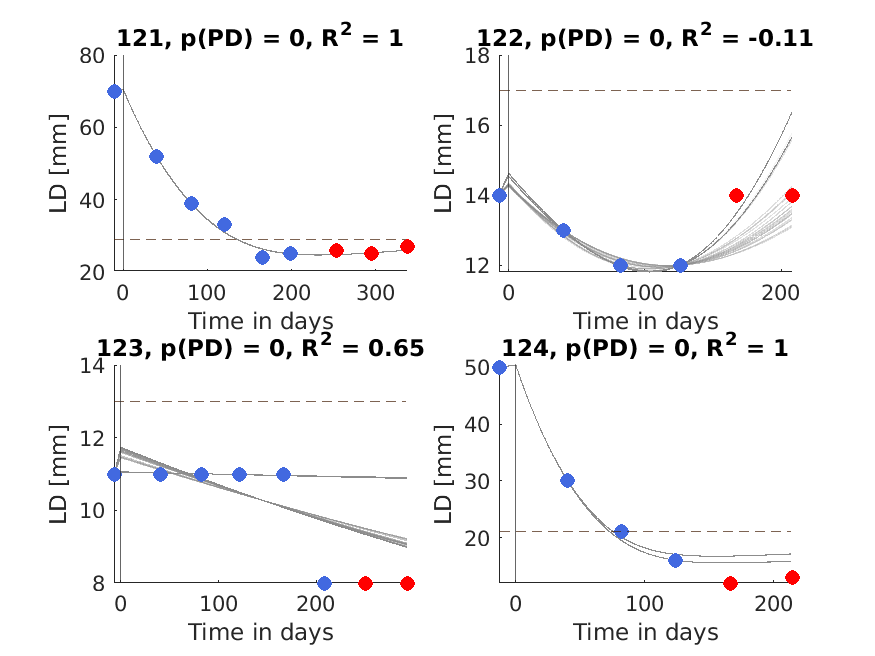 121, p(PD) = 0, R² = 1
80
60
40
20
LD [mm]
0
100
200
300
Time in days
122, p(PD) = 0, R² = -0.11
18
16
14
12
LD [mm]
0
100
200
Time in days
123, p(PD) = 0, R² = 0.65
14
12
10
8
LD [mm]
0
100
200
Time in days
124, p(PD) = 0, R² = 1
50
40
30
20
LD [mm]
0
100
200
Time in days